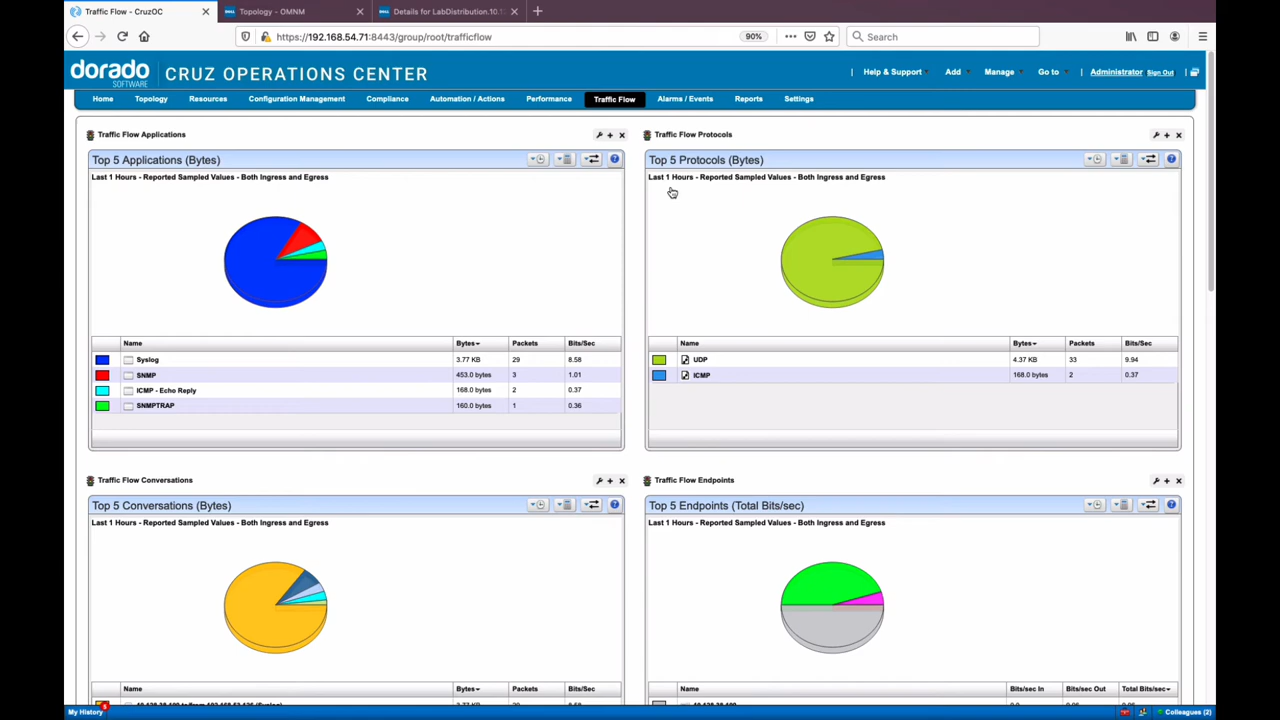 Traffic Flow - CruzOC
Topology - OMNM
Details for LabDistribution.10.1
https://192.168.54.71:8443/group/root/trafficflow
90%
Search
dorado SOFTWARE
CRUZ OPERATIONS CENTER
Help & Support
Add
Manage
Go to
Administrator
Sign Out
Home
Topology
Resources
Configuration Management
Compliance
Automation / Actions
Performance
Traffic Flow
Alarms / Events
Reports
Settings
Traffic Flow Applications
Top 5 Applications (Bytes)
Last 1 Hours - Reported Sampled Values - Both Ingress and Egress
Name Bytes Packets Bits/Sec
Syslog 3.77 KB 29 8.58
SNMP 453.0 bytes 3 1.01
ICMP - Echo Reply 168.0 bytes 2 0.37
SNMPTRAP 160.0 bytes 1 0.36
Traffic Flow Protocols
Top 5 Protocols (Bytes)
Last 1 Hours - Reported Sampled Values - Both Ingress and Egress
Name Bytes Packets Bits/Sec
UDP 4.37 KB 33 9.94
ICMP 168.0 bytes 2 0.37
Traffic Flow Conversations
Top 5 Conversations (Bytes)
Last 1 Hours - Reported Sampled Values - Both Ingress and Egress
Name Bytes Packets Bits/Sec
Traffic Flow Endpoints
Top 5 Endpoints (Total Bits/sec)
Last 1 Hours - Reported Sampled Values - Both Ingress and Egress
Name Bits/sec In Bits/sec Out Total Bits/sec
My History
Colleagues (2)